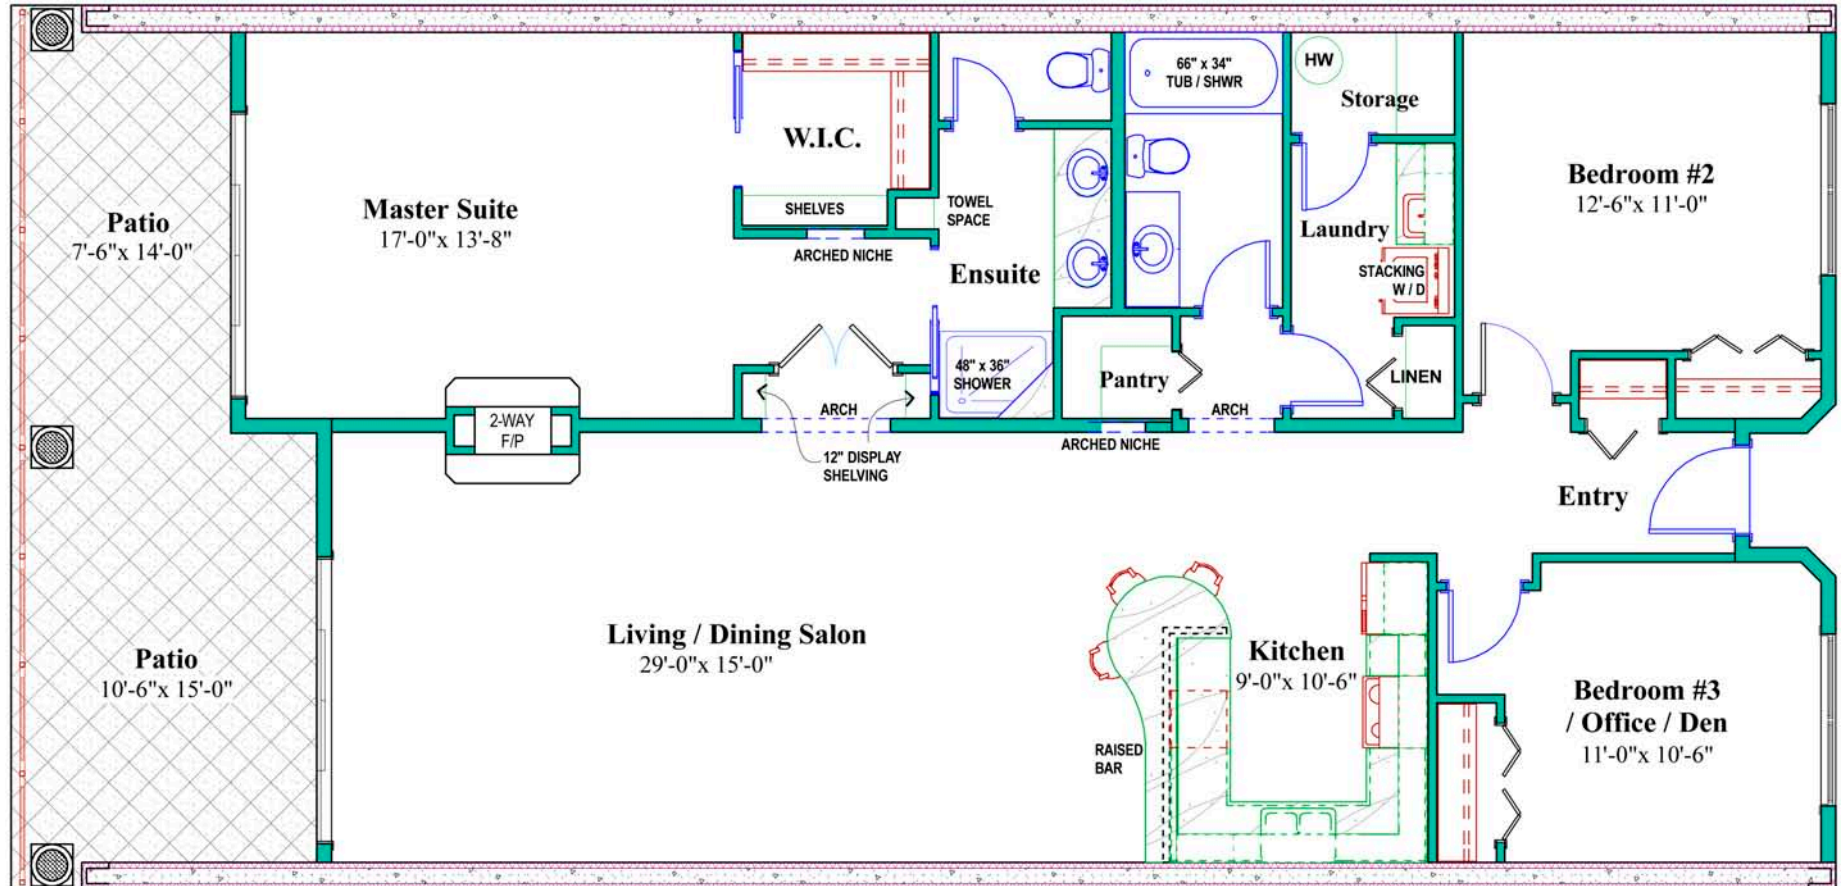 66" x 34"
TUB / SHWR
HW
Storage
W.I.C.
Bedroom #2
12'-6"x 11'-0"
Patio
7'-6"x 14'-0"
Master Suite
17'-0"x 13'-8"
SHELVES
TOWEL
SPACE
ARCHED NICHE
Ensuite
Laundry
STACKING
W / D
48" x 36"
SHOWER
Pantry
LINEN
2-WAY
F/P
ARCH
ARCH
12" DISPLAY
SHELVING
ARCHED NICHE
Entry
Living / Dining Salon
29'-0"x 15'-0"
Patio
10'-6"x 15'-0"
Kitchen
9'-0"x 10'-6"
RAISED
BAR
Bedroom #3
/ Office / Den
11'-0"x 10'-6"